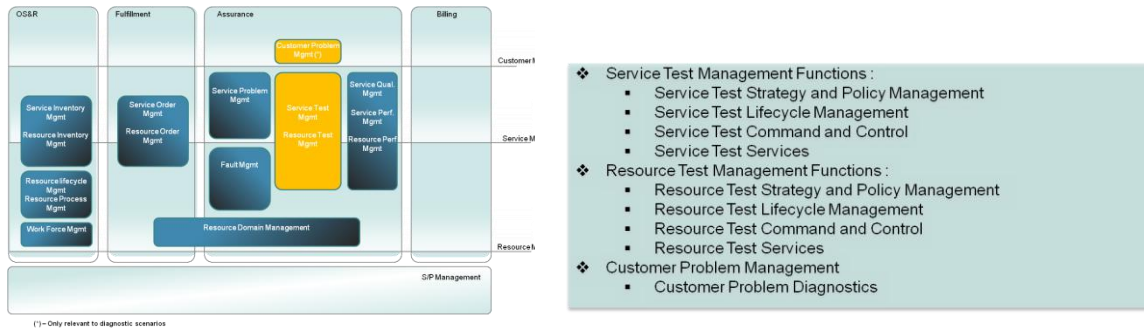 OS&R
Fulfillment
Assurance
Billing
Customer Problem
Mgmt (*)
Customer M
Service Inventory
Mgmt
Resource Inventory
Mgmt
Service Order
Mgmt
Resource Order
Mgmt
Service Problem
Mgmt
Service Test
Mgmt
Resource Test
Mgmt
Service Qual.
Mgmt
Service Perf.
Mgmt
Resource Perf
Mgmt
Service M
Fault Mgmt
Resource lifecycle
Mgmt
Resource Process
Mgmt
Work Force Mgmt
Resource Domain Management
Resource M
S/P Management
(*) – Only relevant to diagnostic scenarios
❖ Service Test Management Functions :
▪ Service Test Strategy and Policy Management
▪ Service Test Lifecycle Management
▪ Service Test Command and Control
▪ Service Test Services
❖ Resource Test Management Functions :
▪ Resource Test Strategy and Policy Management
▪ Resource Test Lifecycle Management
▪ Resource Test Command and Control
▪ Resource Test Services
❖ Customer Problem Management
▪ Customer Problem Diagnostics